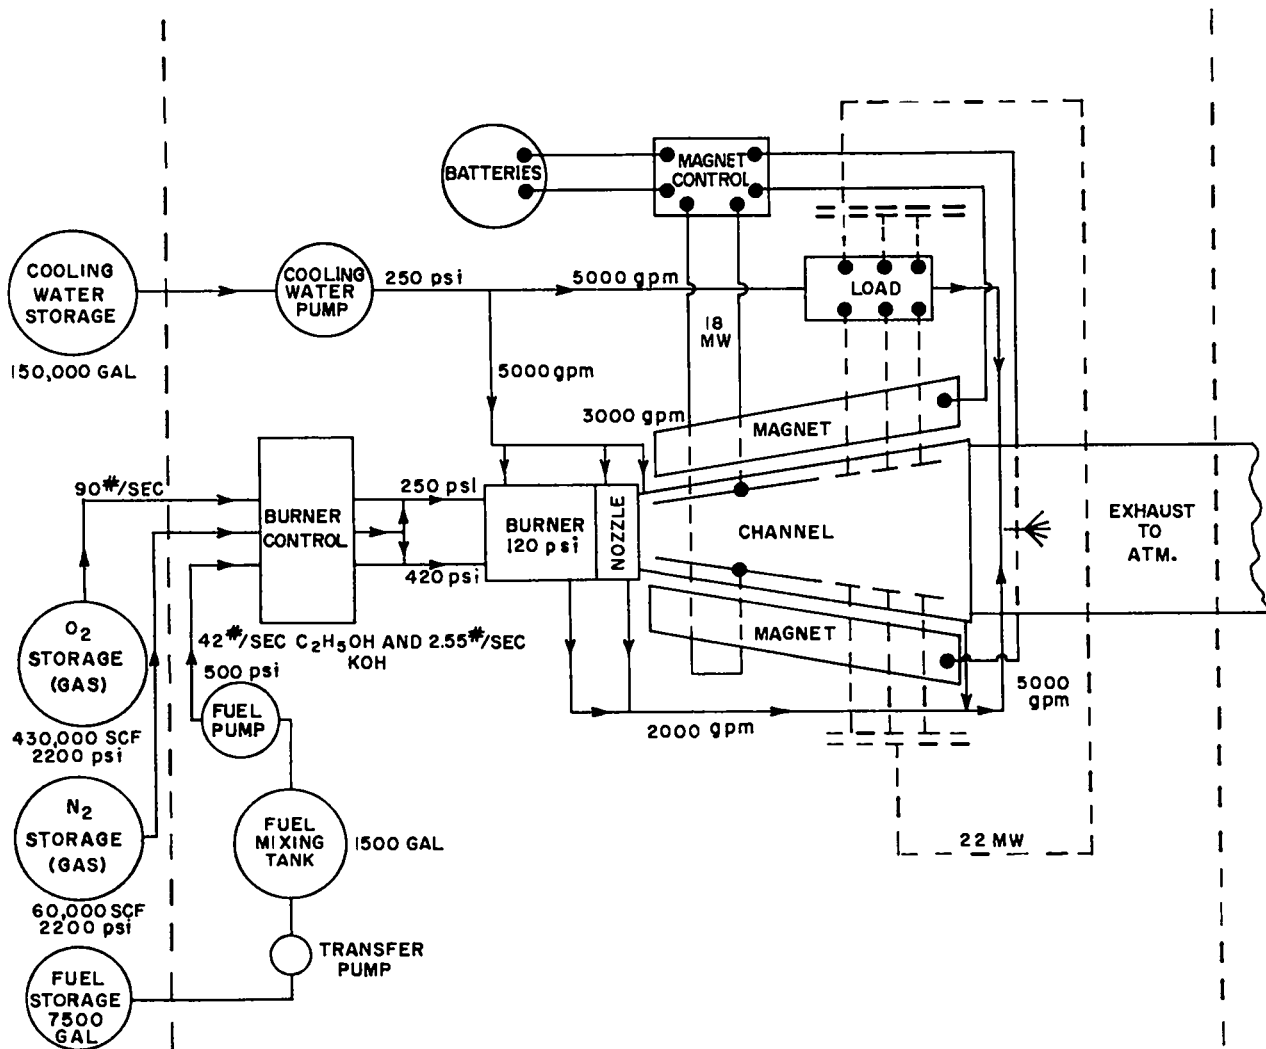 BATTERIES
MAGNET
CONTROL
COOLING
WATER
STORAGE
150,000 GAL
COOLING
WATER
PUMP
250 psi
5000 gpm
LOAD
18
MW
5000 gpm
3000 gpm
MAGNET
90#/SEC
BURNER
CONTROL
250 psi
420 psi
BURNER
120 psi
NOZZLE
CHANNEL
EXHAUST
TO
ATM.
O2
STORAGE
(GAS)
430,000 SCF
2200 psi
42#/SEC C2H5OH AND 2.55#/SEC
KOH
500 psi
FUEL
PUMP
MAGNET
2000 gpm
5000
gpm
N2
STORAGE
(GAS)
60,000 SCF
2200 psi
FUEL
MIXING
TANK
1500 GAL
22 MW
TRANSFER
PUMP
FUEL
STORAGE
7500
GAL